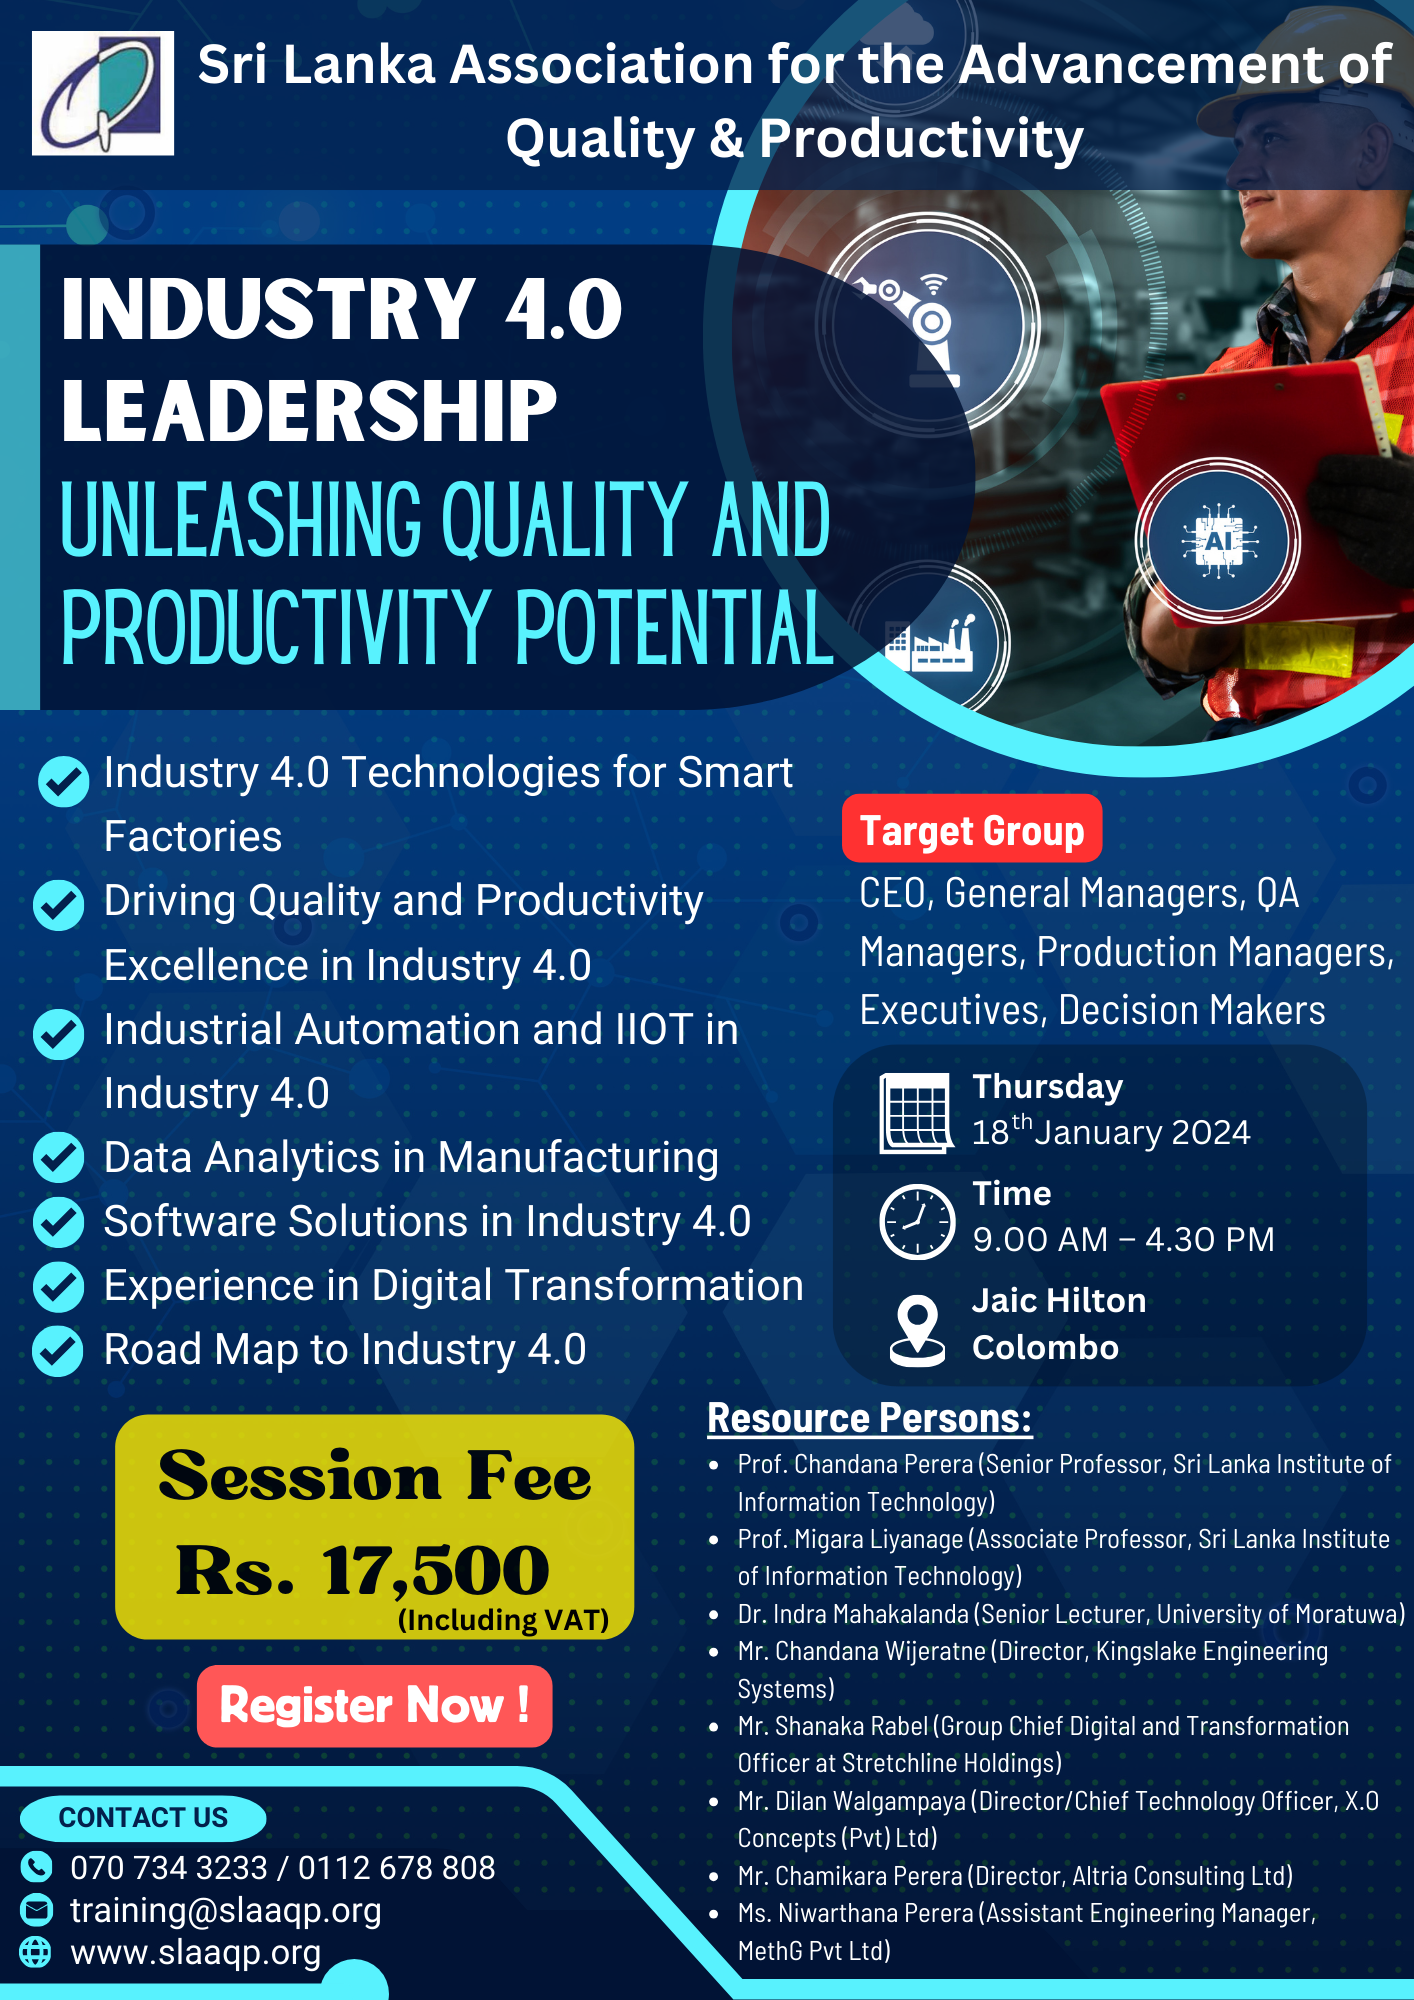 Sri Lanka Association for the Advancement of
Quality & Productivity
INDUSTRY 4.0
LEADERSHIP
UNLEASHING QUALITY AND
PRODUCTIVITY POTENTIAL
AI
Industry 4.0 Technologies for Smart
Factories
Driving Quality and Productivity
Excellence in Industry 4.0
Industrial Automation and IIOT in
Industry 4.0
Data Analytics in Manufacturing
Software Solutions in Industry 4.0
Experience in Digital Transformation
Road Map to Industry 4.0
Target Group
CEO, General Managers, QA
Managers, Production Managers,
Executives, Decision Makers
Thursday
18th January 2024
Time
9.00 AM – 4.30 PM
Jaic Hilton
Colombo
Session Fee
Rs. 17,500
(Including VAT)
Register Now !
Resource Persons:
• Prof. Chandana Perera (Senior Professor, Sri Lanka Institute of
Information Technology)
• Prof. Migara Liyanage (Associate Professor, Sri Lanka Institute
of Information Technology)
• Dr. Indra Mahakalanda (Senior Lecturer, University of Moratuwa)
• Mr. Chandana Wijeratne (Director, Kingslake Engineering
Systems)
• Mr. Shanaka Rabel (Group Chief Digital and Transformation
Officer at Stretchline Holdings)
• Mr. Dilan Walgampaya (Director/Chief Technology Officer, X.O
Concepts (Pvt) Ltd)
• Mr. Chamikara Perera (Director, Altria Consulting Ltd)
• Ms. Niwarthana Perera (Assistant Engineering Manager,
MethG Pvt Ltd)
CONTACT US
070 734 3233 / 0112 678 808
training@slaaqp.org
www.slaaqp.org